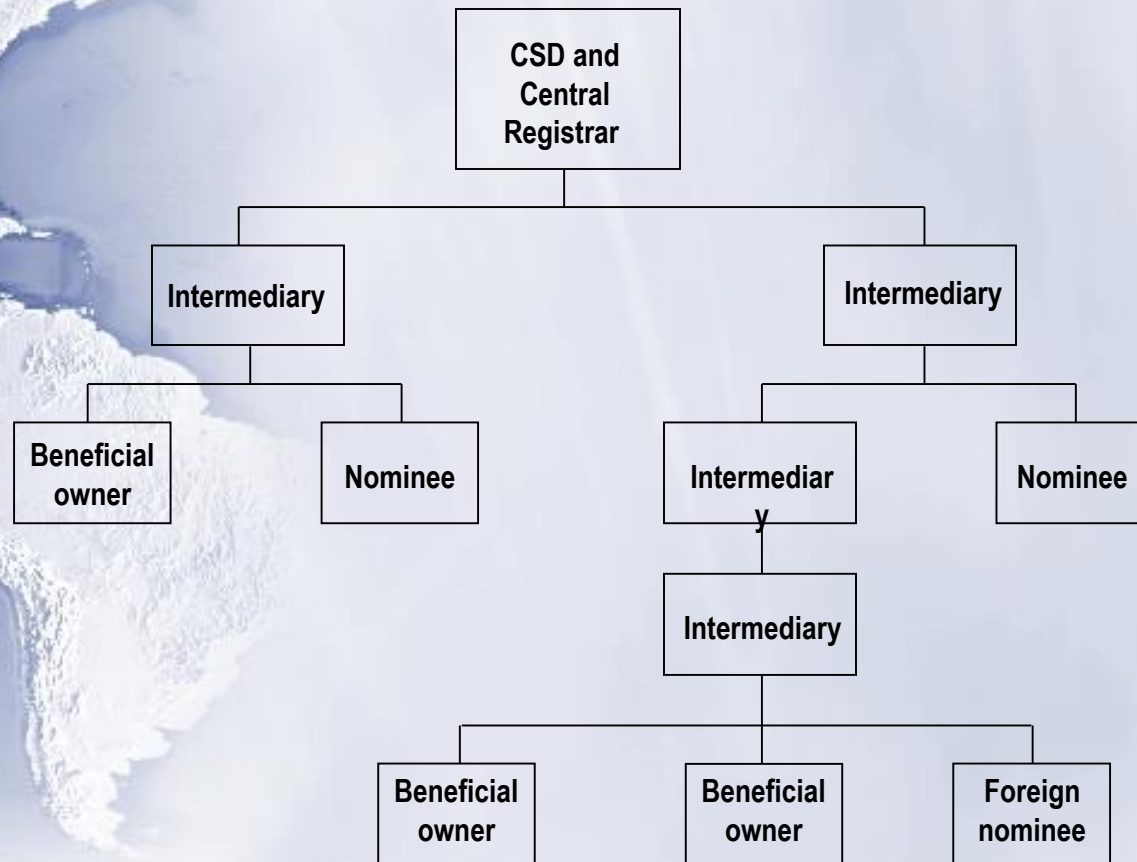 CSD and
Central
Registrar
Intermediary
Intermediary
Beneficial
owner
Nominee
Intermediar
y
Nominee
Intermediary
Beneficial
owner
Beneficial
owner
Foreign
nominee